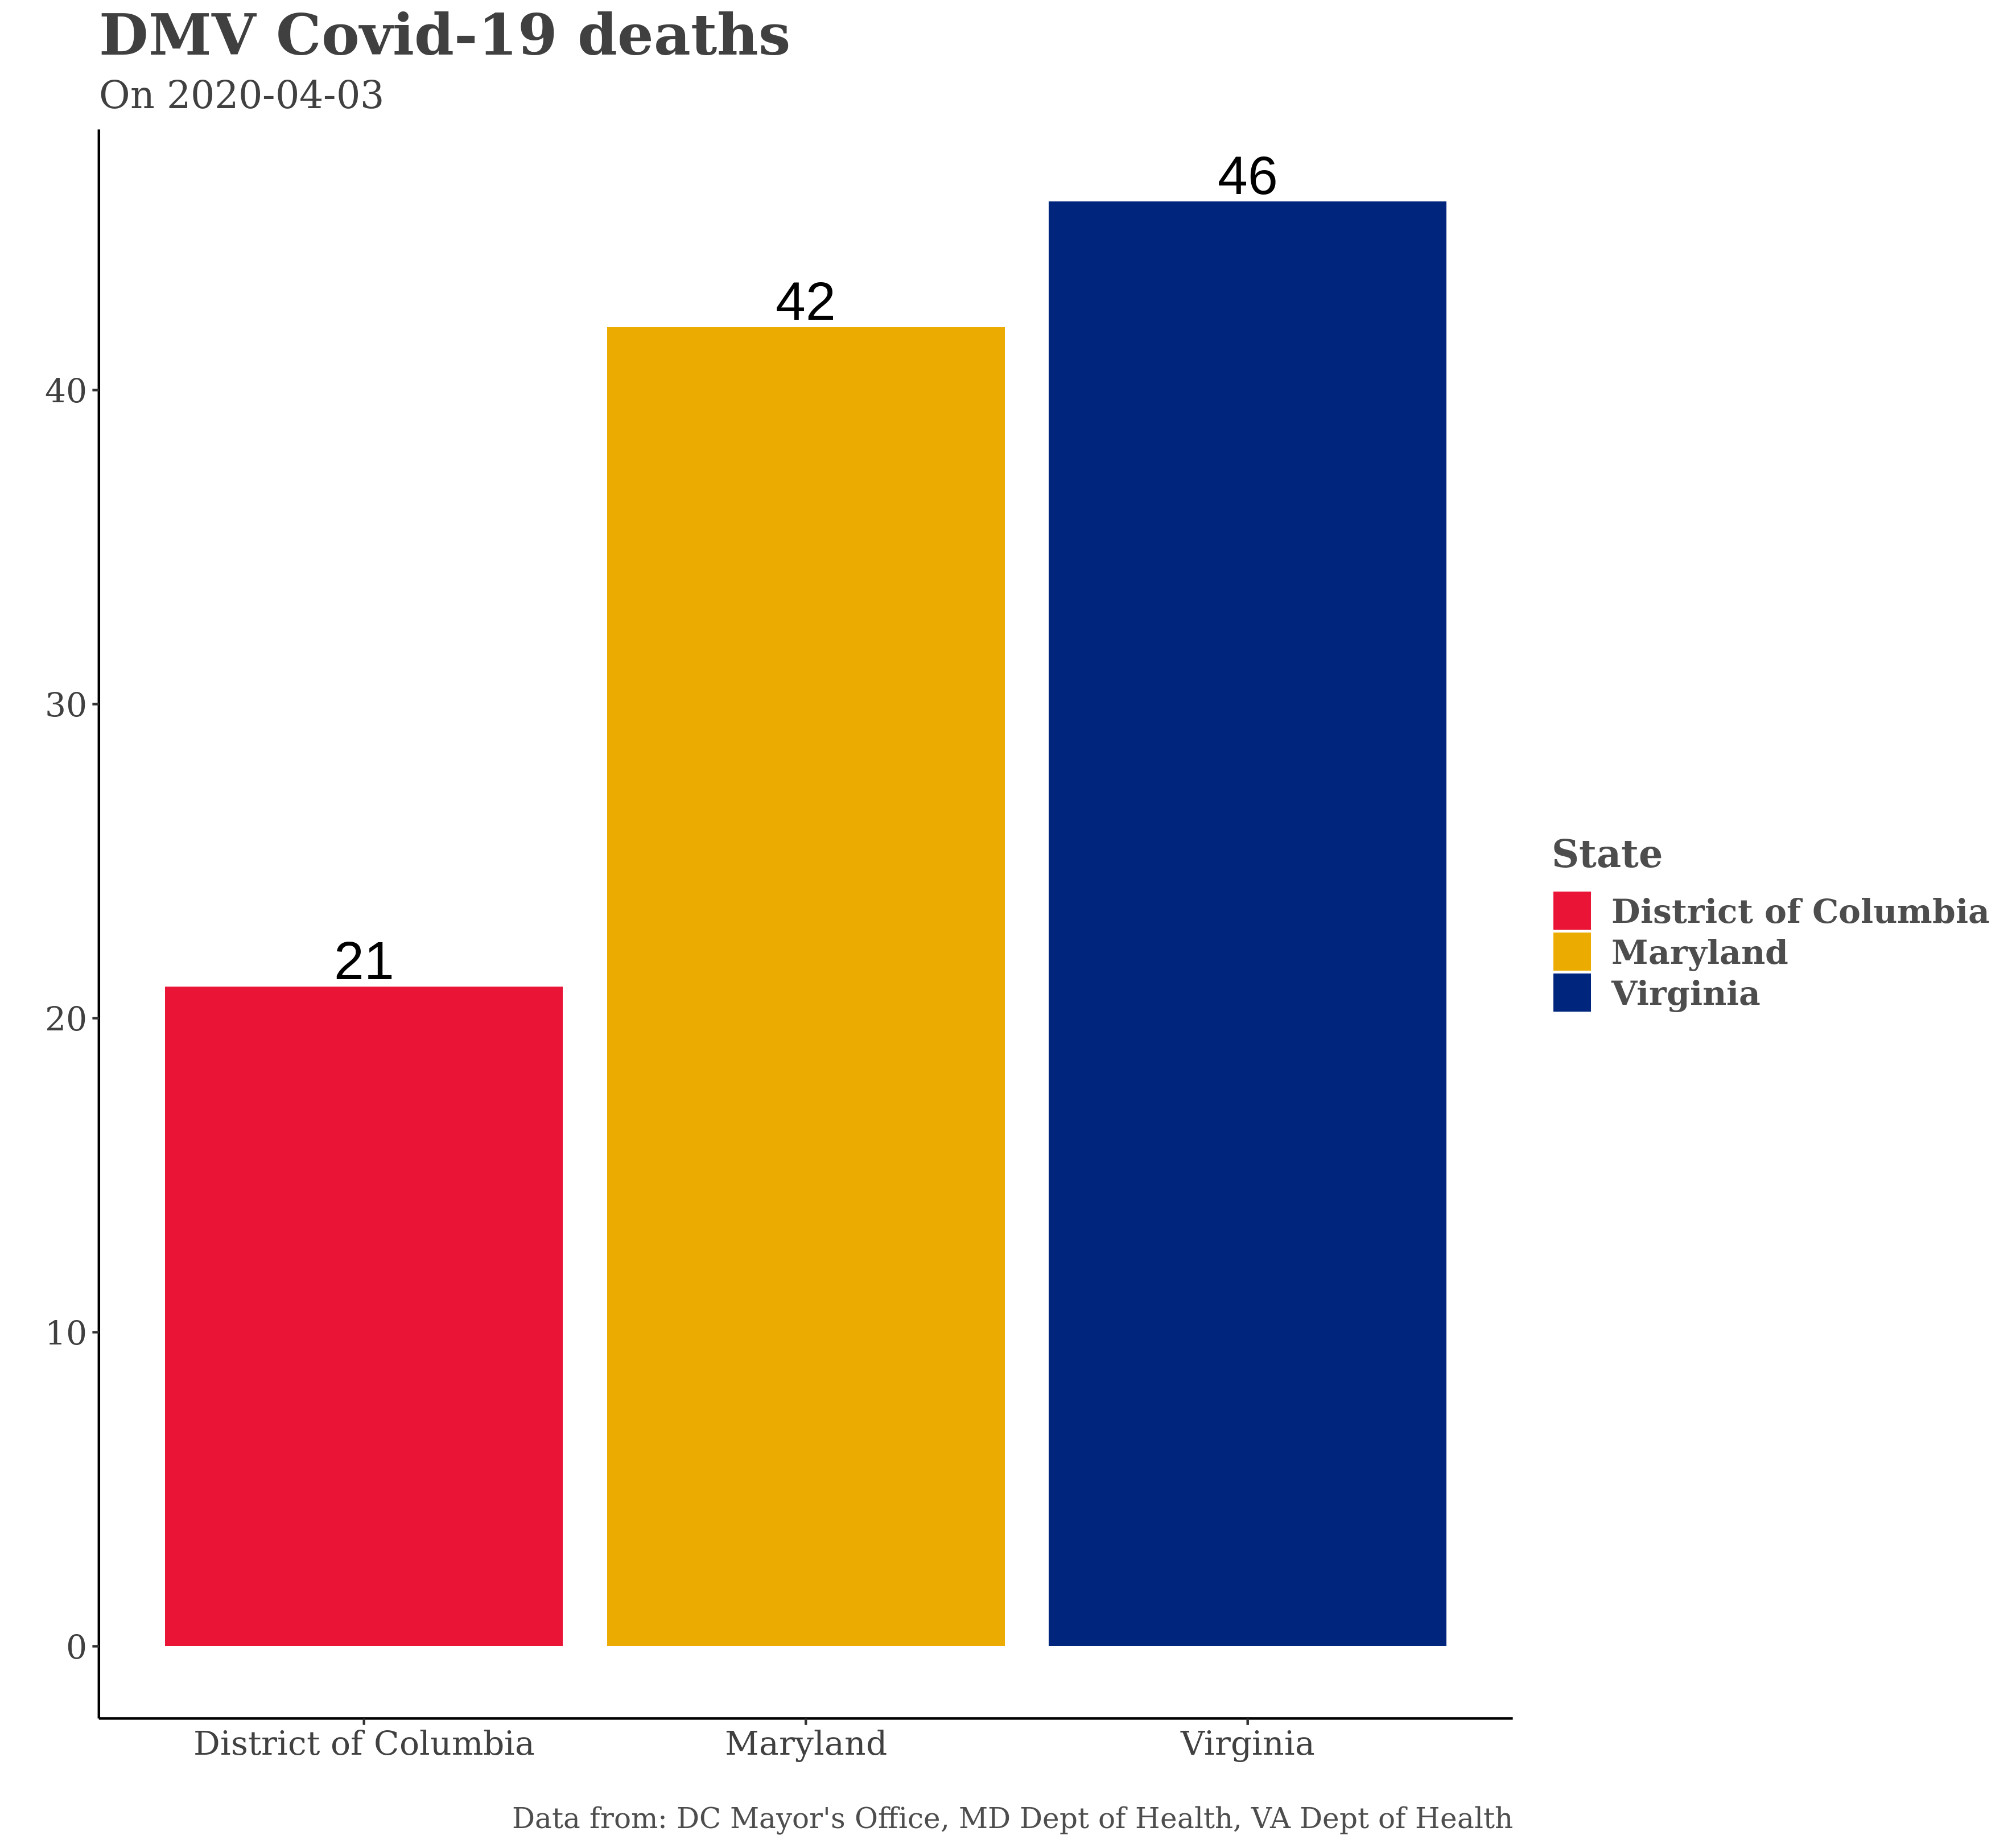 DMV Covid-19 deaths
On 2020-04-03
46
42
40
30
State
District of Columbia
Maryland
Virginia
21
20
10
0
District of Columbia Maryland Virginia
Data from: DC Mayor's Office, MD Dept of Health, VA Dept of Health